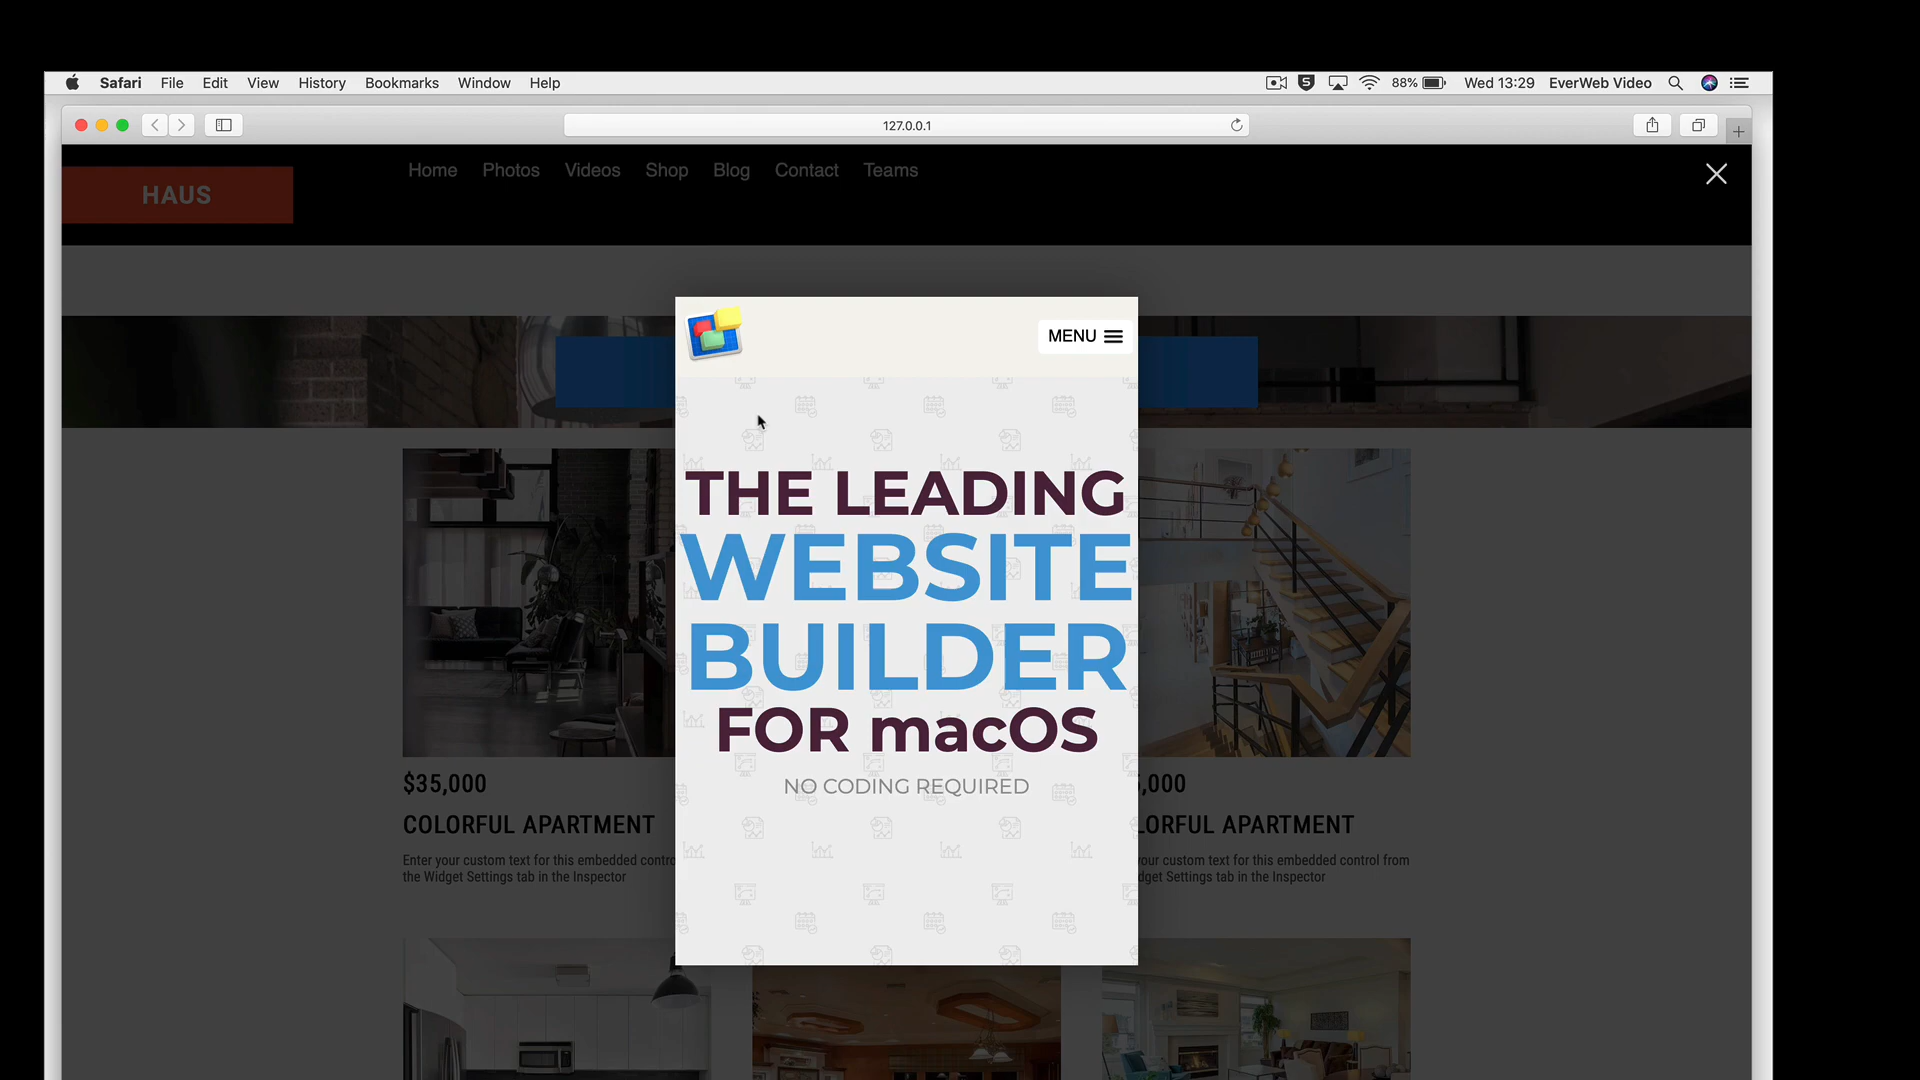 Safari File Edit View History Bookmarks Window Help
88% Wed 13:29 EverWeb Video
127.0.0.1
HAUS
Home Photos Videos Shop Blog Contact Teams
MENU
THE LEADING
WEBSITE
BUILDER
FOR macOS
NO CODING REQUIRED
$35,000
COLORFUL APARTMENT
Enter your custom text for this embedded
the Widget Settings tab in the Inspector
,000
LORFUL APARTMENT
your custom text for this embedded control from
dget Settings tab in the Inspector